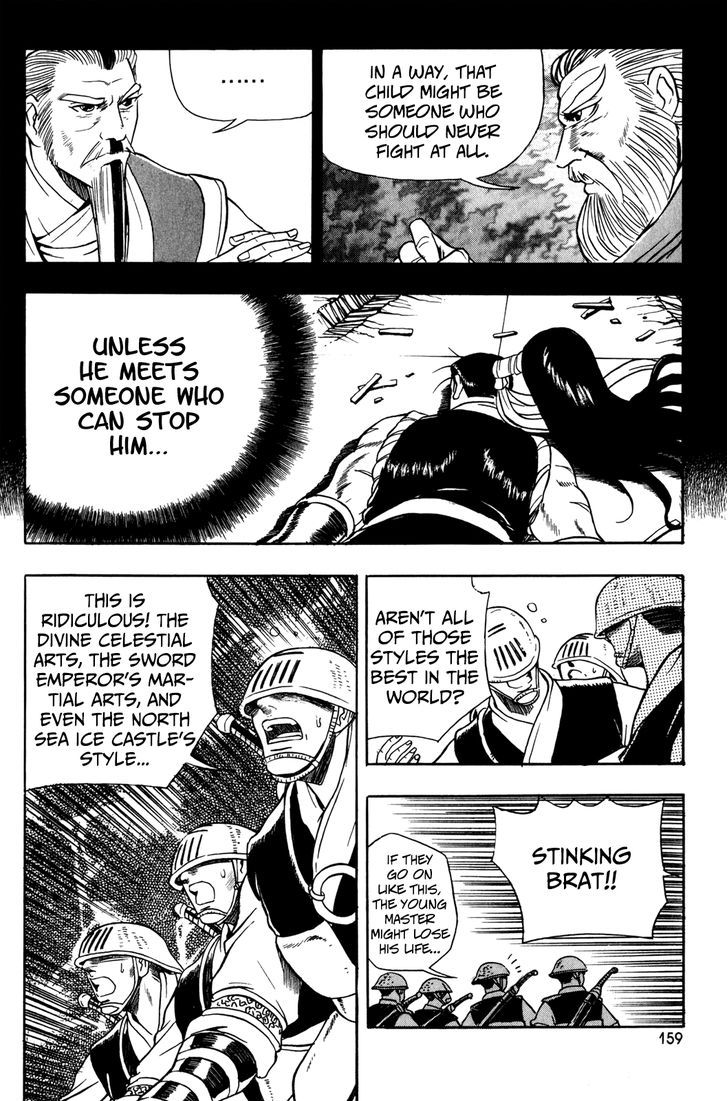 ......
IN A WAY, THAT
CHILD MIGHT BE
SOMEONE WHO
SHOULD NEVER
FIGHT AT ALL.
UNLESS
HE MEETS
SOMEONE WHO
CAN STOP
HIM...
THIS IS
RIDICULOUS! THE
DIVINE CELESTIAL
ARTS, THE SWORD
EMPEROR'S MAR-
TIAL ARTS, AND
EVEN THE NORTH
SEA ICE CASTLE'S
STYLE...
AREN'T ALL
OF THOSE
STYLES THE
BEST IN THE
WORLD?
IF THEY
GO ON
LIKE THIS,
THE YOUNG
MASTER
MIGHT LOSE
HIS LIFE...
STINKING
BRAT!!
159